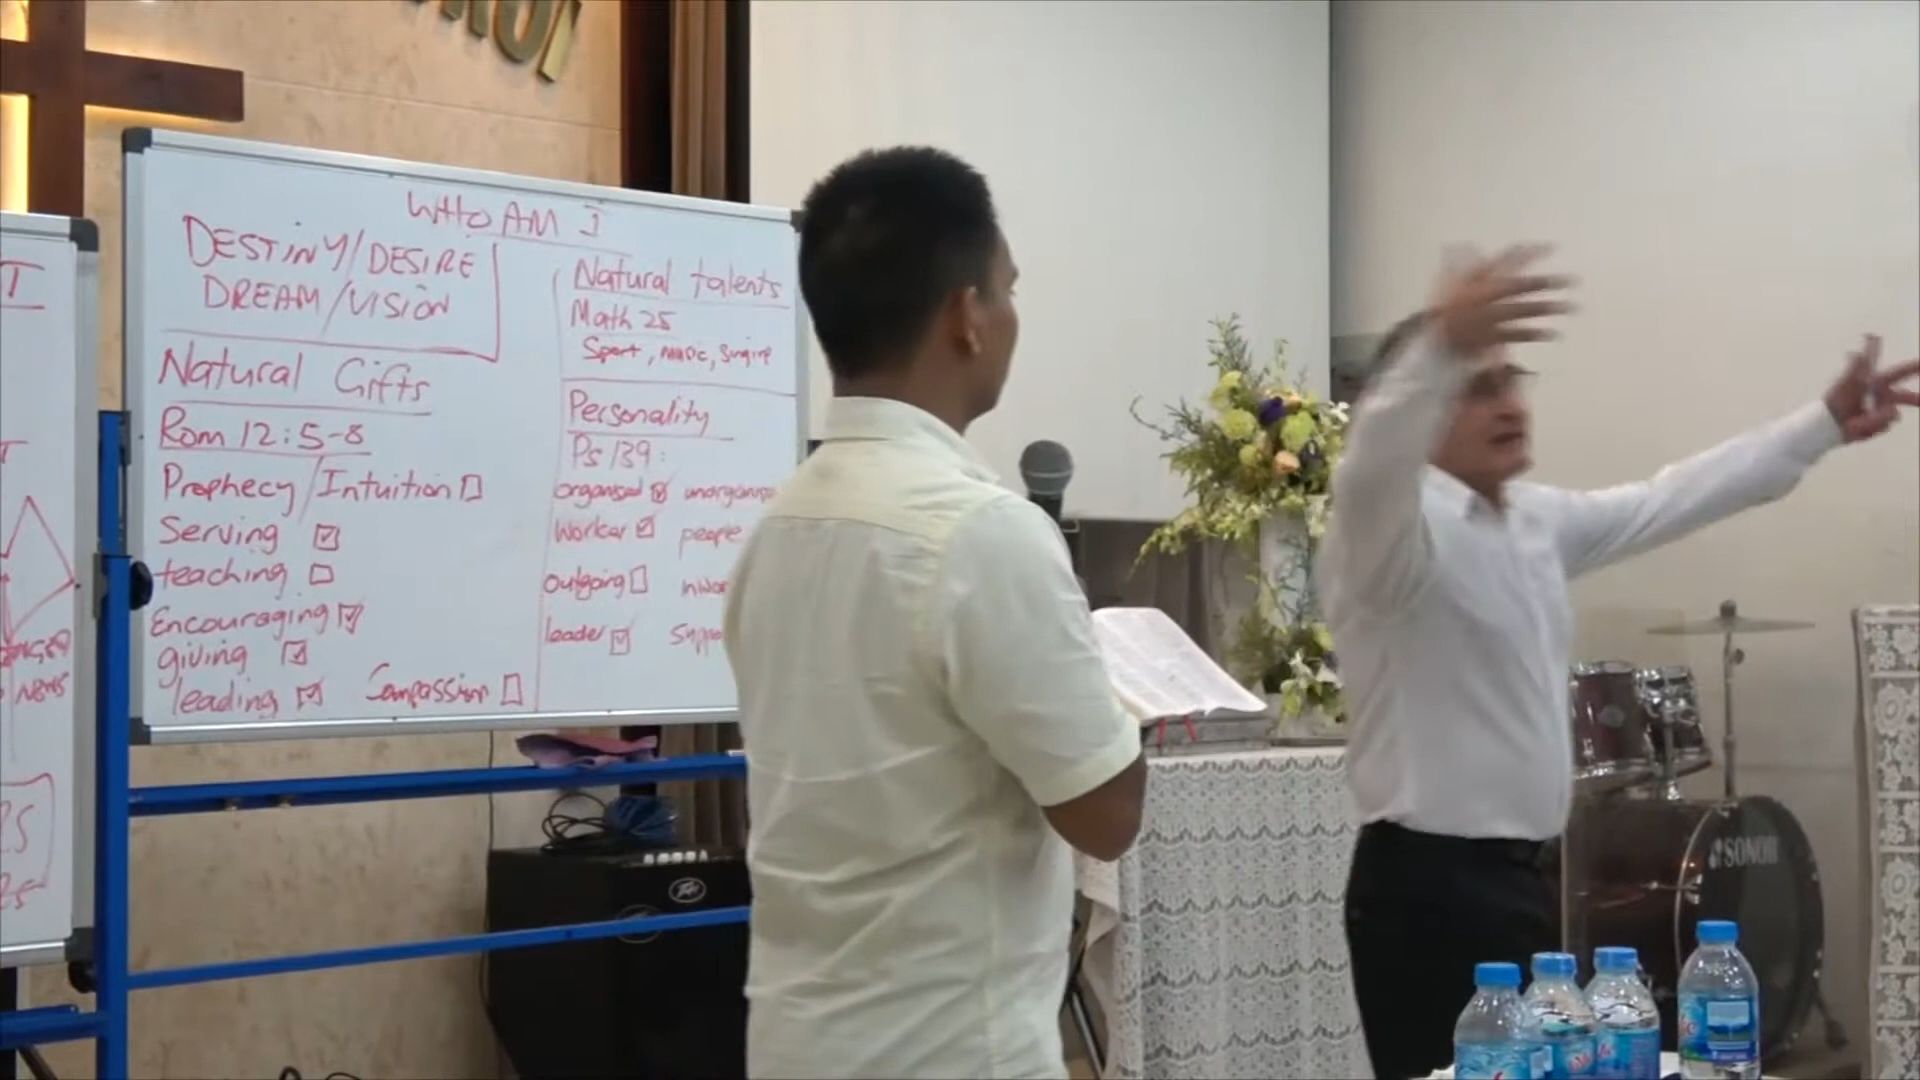 WHO AM I
DESTINY/DESIRE
DREAM/VISION
Natural Gifts
Rom 12:5-8
Prophecy/Intuition
Serving
teaching
Encouraging
giving
leading Compassion
Natural talents
Math 25
Sport, music, Singing
Personality
Ps 139:
organised
worker people
outgoing
leader
T
NEWS
SONOR